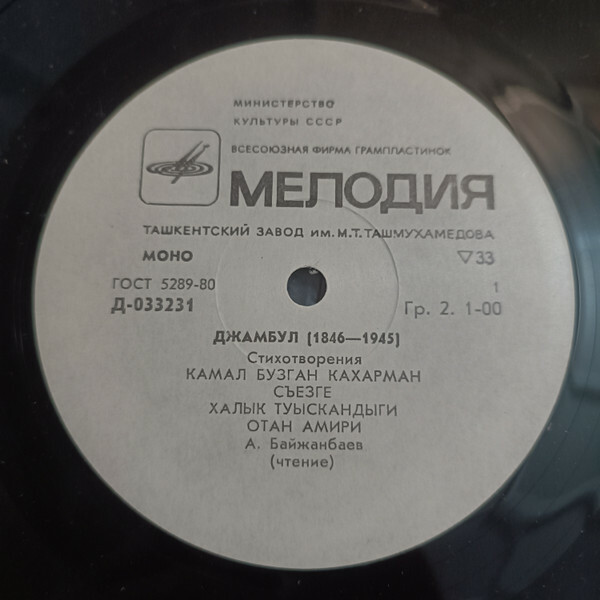 МИНИСТЕРСТВО
КУЛЬТУРЫ СССР
ВСЕСОЮЗНАЯ ФИРМА ГРАМПЛАСТИНОК
МЕЛОДИЯ
ТАШКЕНТСКИЙ ЗАВОД им. М.Т. ТАШМУХАМЕДОВА
МОНО ▽33
ГОСТ 5289-80 1
Д-033231 Гр. 2. 1-00
ДЖАМБУЛ (1846—1945)
Стихотворения
КАМАЛ БУЗГАН КАХАРМАН
СЪЕЗГЕ
ХАЛЫК ТУЫСКАНДЫГИ
ОТАН АМИРИ
А. Байжанбаев
(чтение)